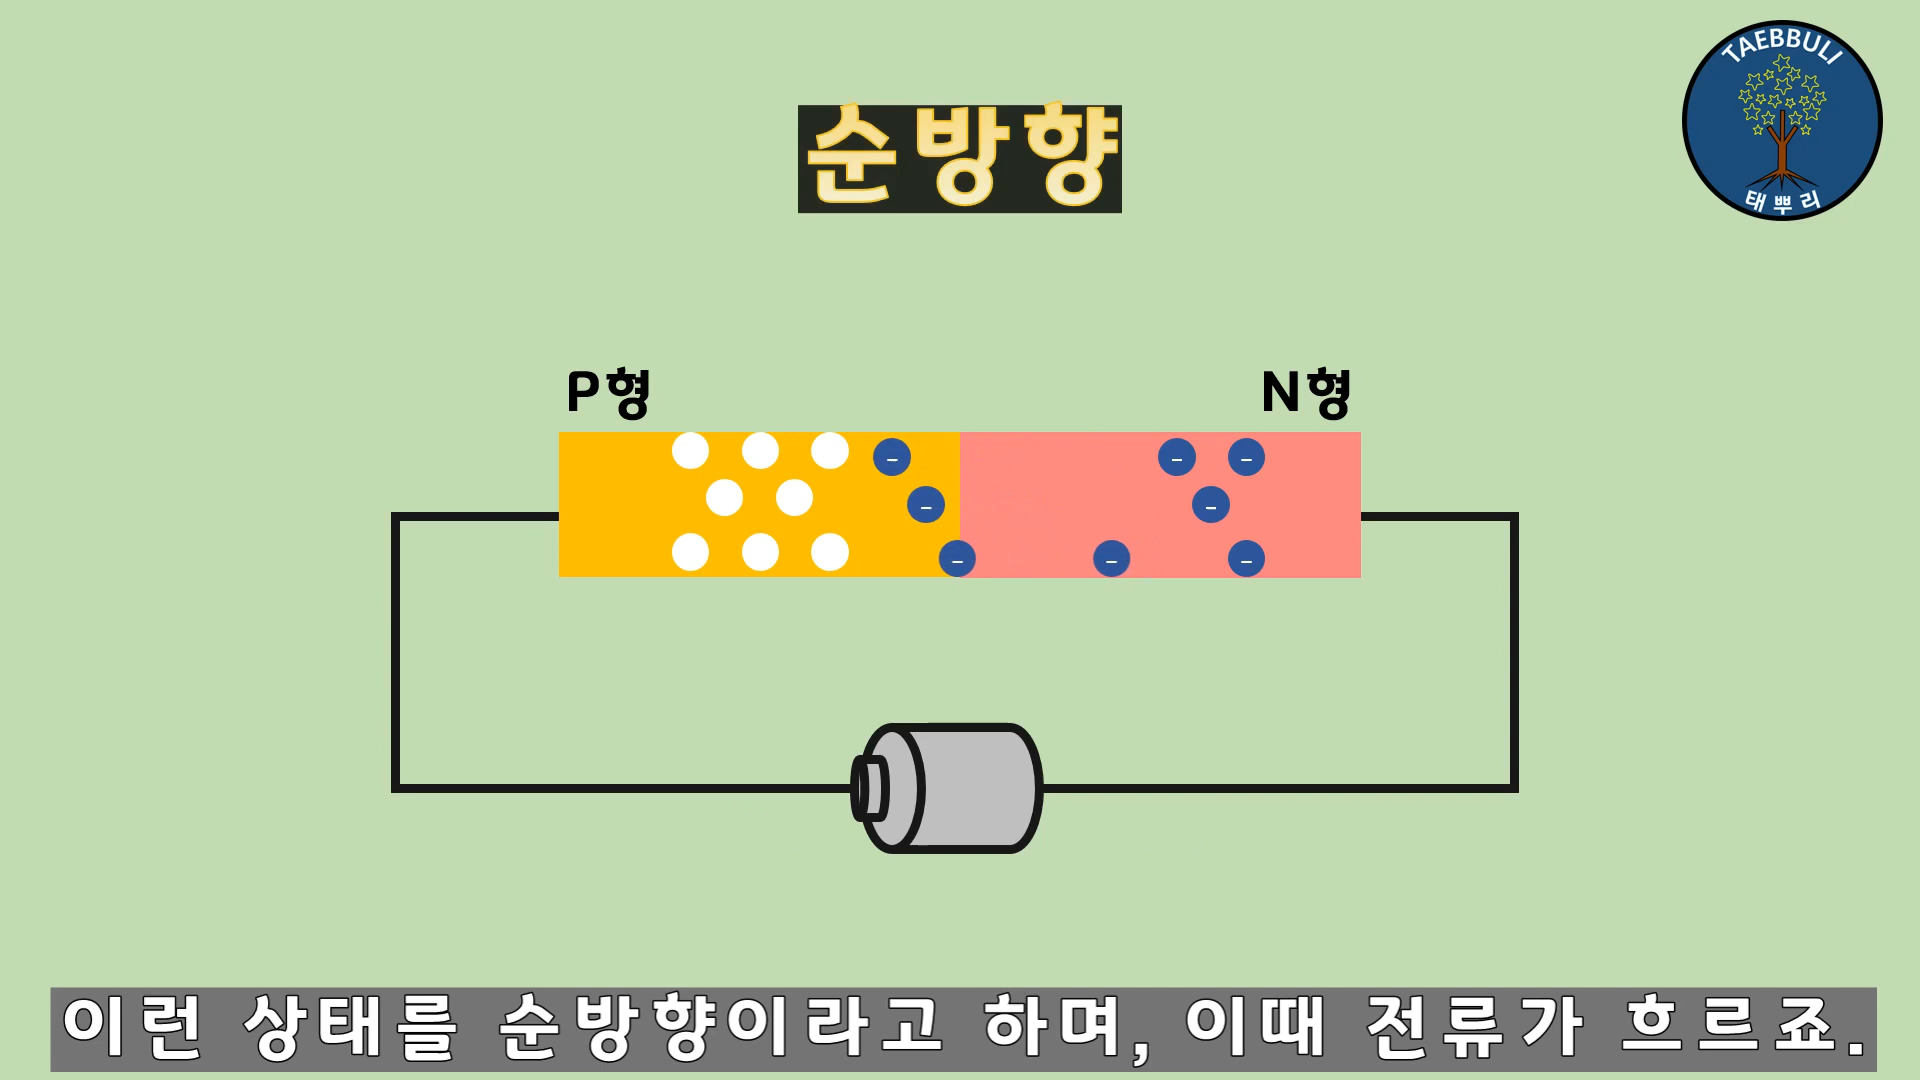 TAEBBULI
태뿌리
순방향
P형
N형
이런 상태를 순방향이라고 하며, 이때 전류가 흐르죠.